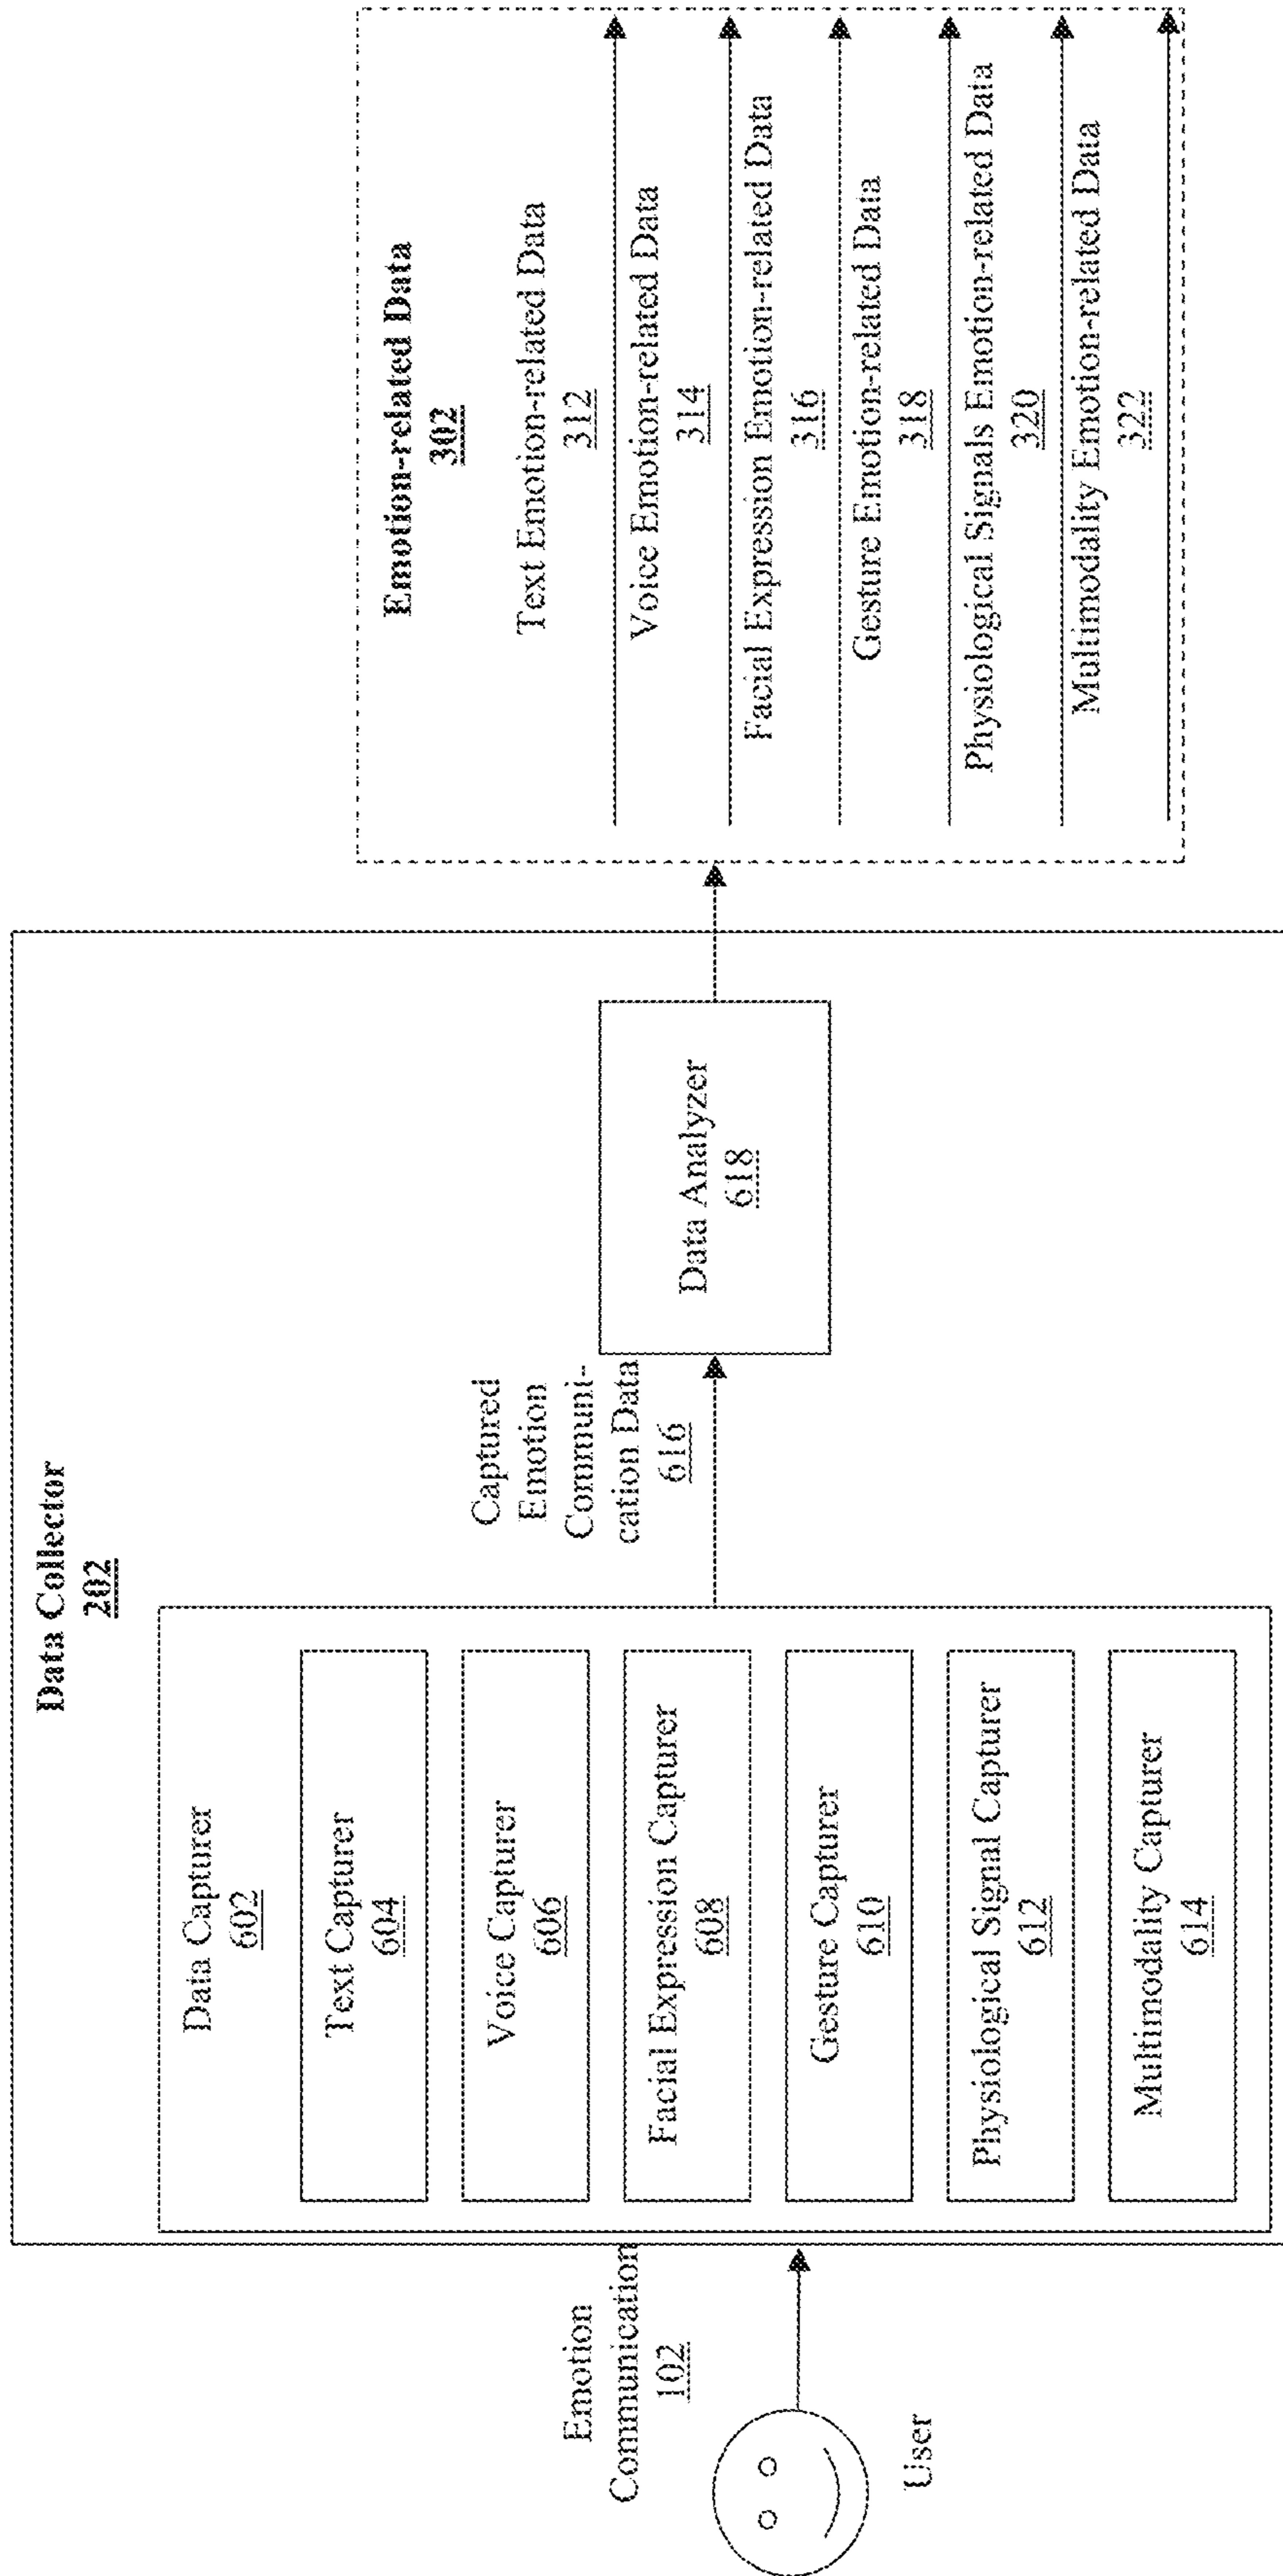 Data Collector
202
Emotion
Communication
102
User
Data Capturer
602
Text Capturer
604
Voice Capturer
606
Facial Expression Capturer
608
Gesture Capturer
610
Physiological Signal Capturer
612
Multimodality Capturer
614
Captured
Emotion
Communi-
cation Data
616
Data Analyzer
618
Emotion-related Data
302
Text Emotion-related Data
312
Voice Emotion-related Data
314
Facial Expression Emotion-related Data
316
Gesture Emotion-related Data
318
Physiological Signals Emotion-related Data
320
Multimodality Emotion-related Data
322